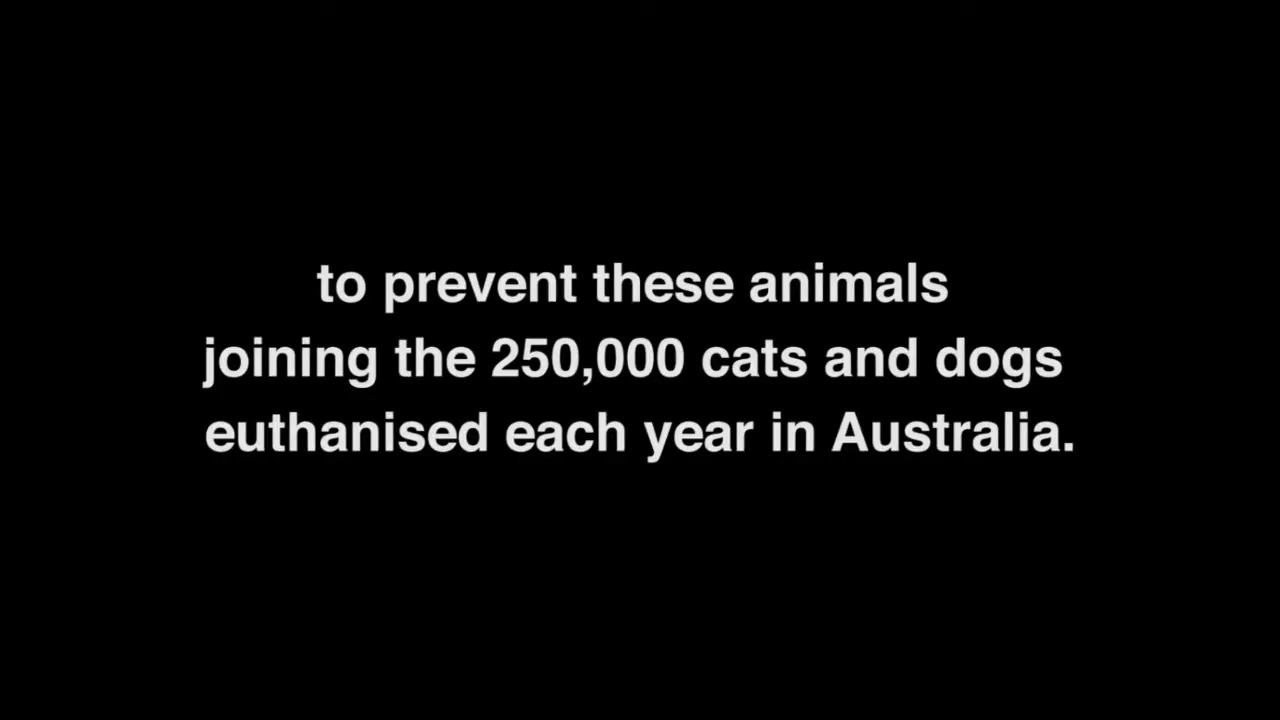 to prevent these animals
joining the 250,000 cats and dogs
euthanised each year in Australia.